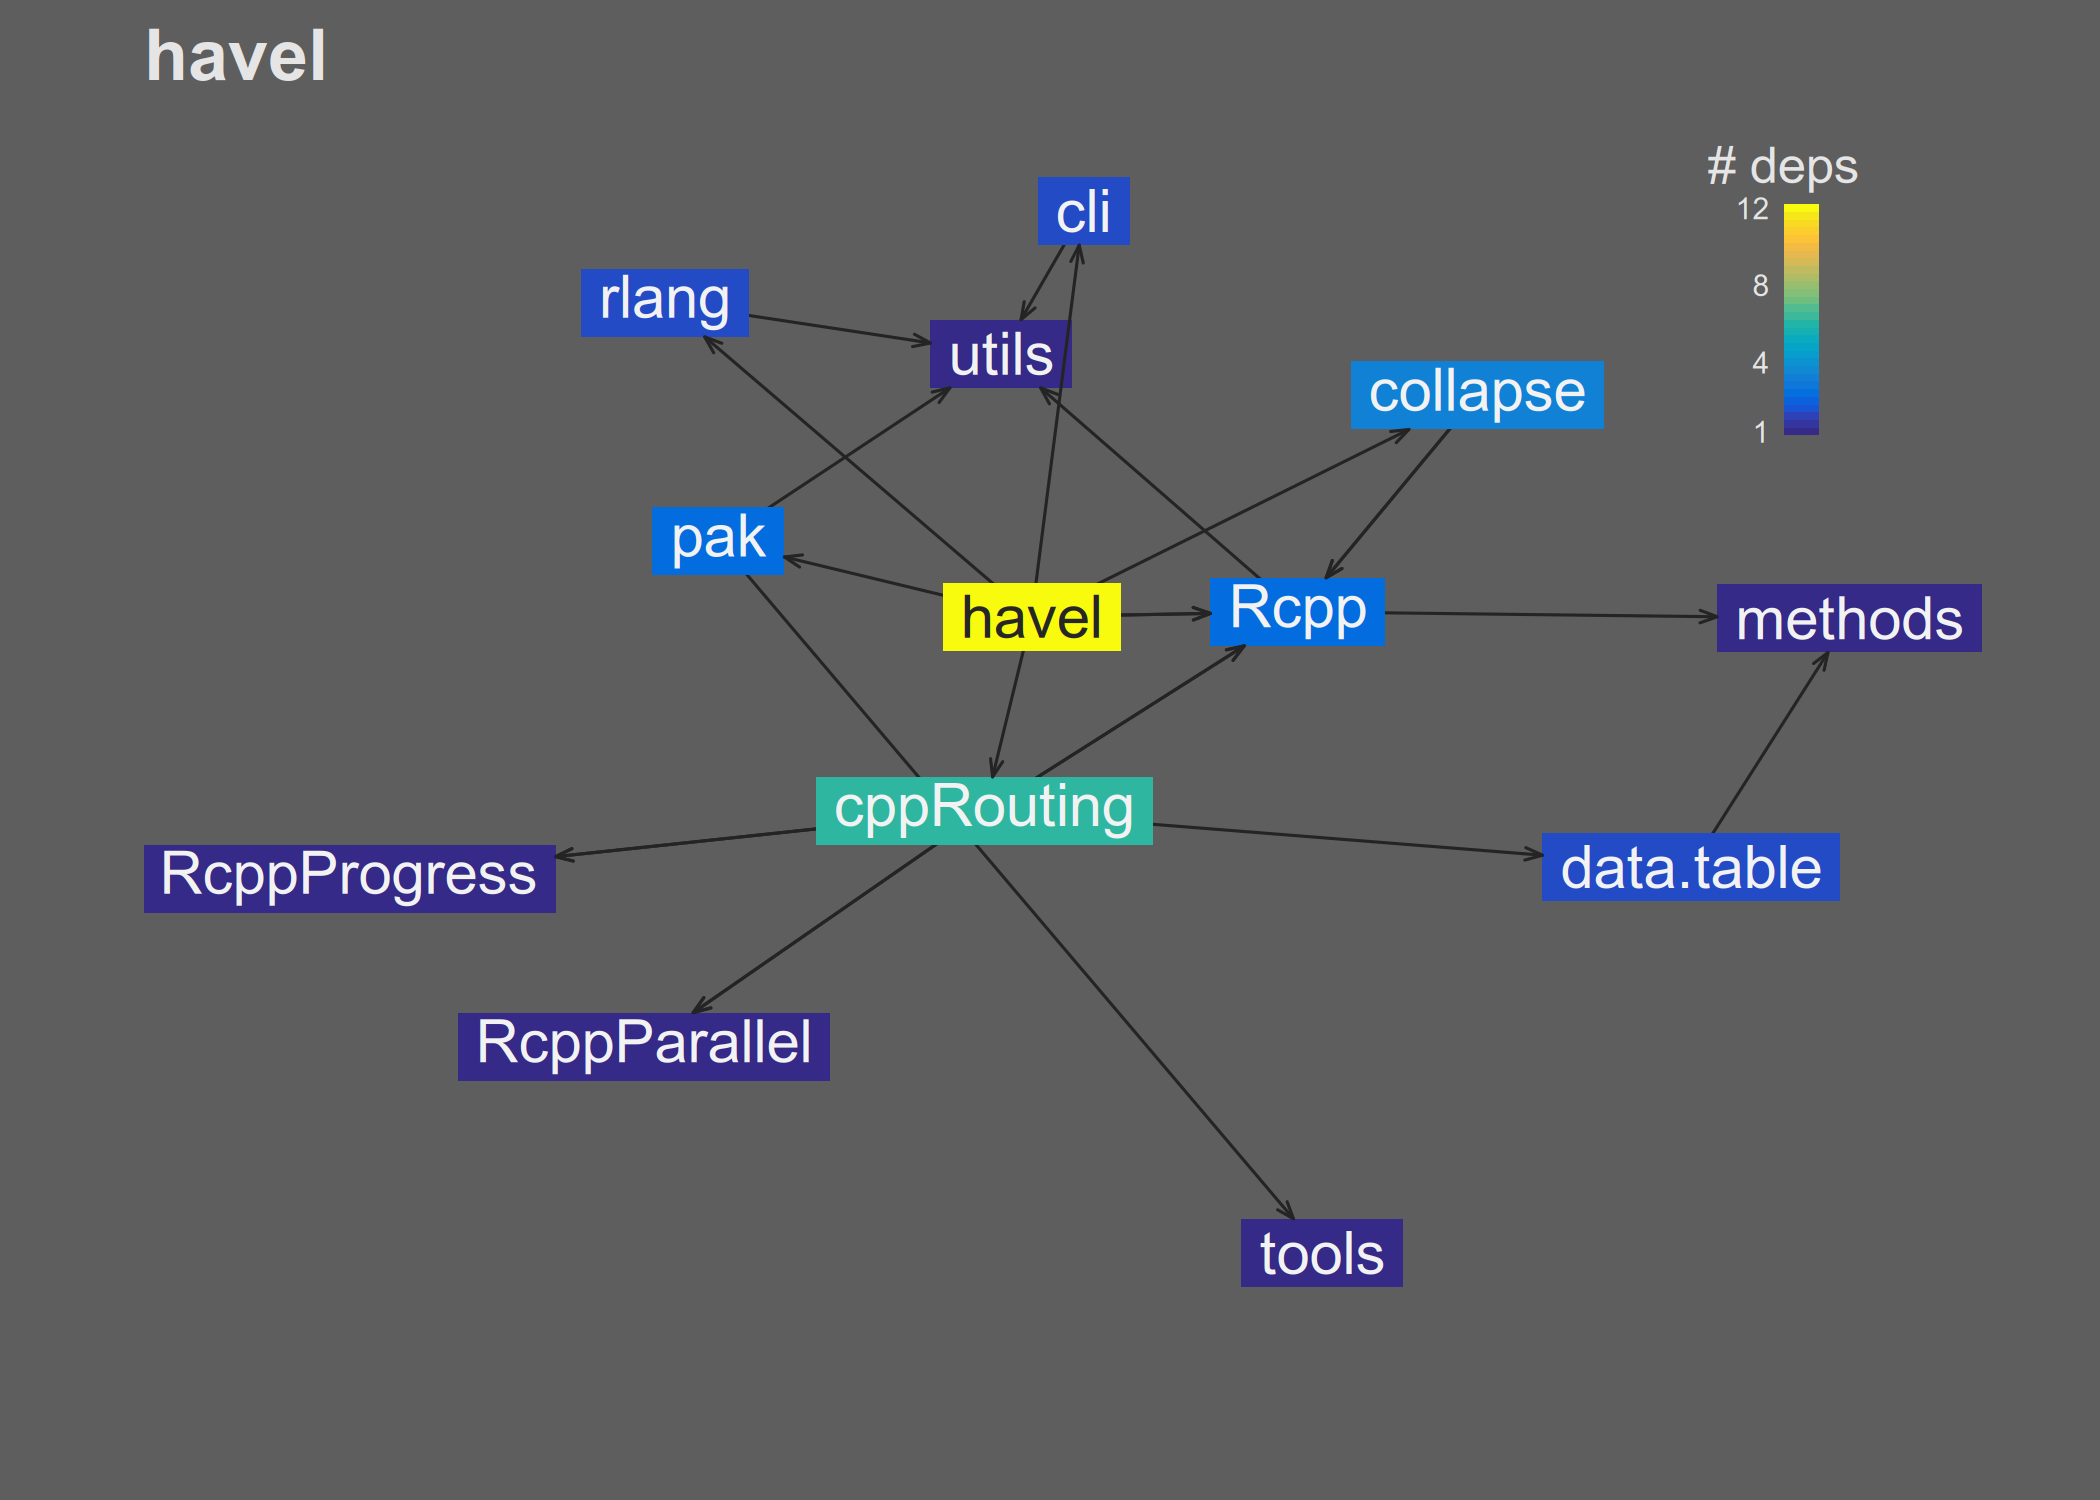 havel
# deps
12
8
4
1
cli
rlang
utils
collapse
pak
havel
Rcpp
methods
cppRouting
RcppProgress
data.table
RcppParallel
tools